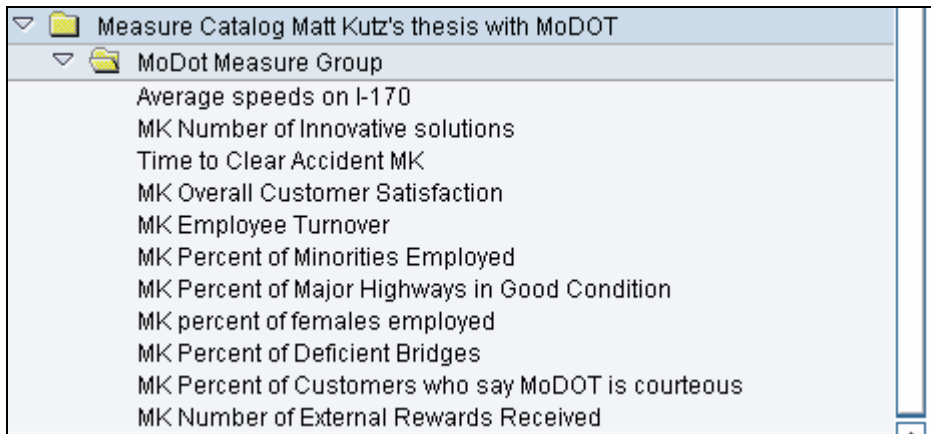 Measure Catalog Matt Kutz's thesis with MoDOT
MoDot Measure Group
Average speeds on I-170
MK Number of Innovative solutions
Time to Clear Accident MK
MK Overall Customer Satisfaction
MK Employee Turnover
MK Percent of Minorities Employed
MK Percent of Major Highways in Good Condition
MK percent of females employed
MK Percent of Deficient Bridges
MK Percent of Customers who say MoDOT is courteous
MK Number of External Rewards Received